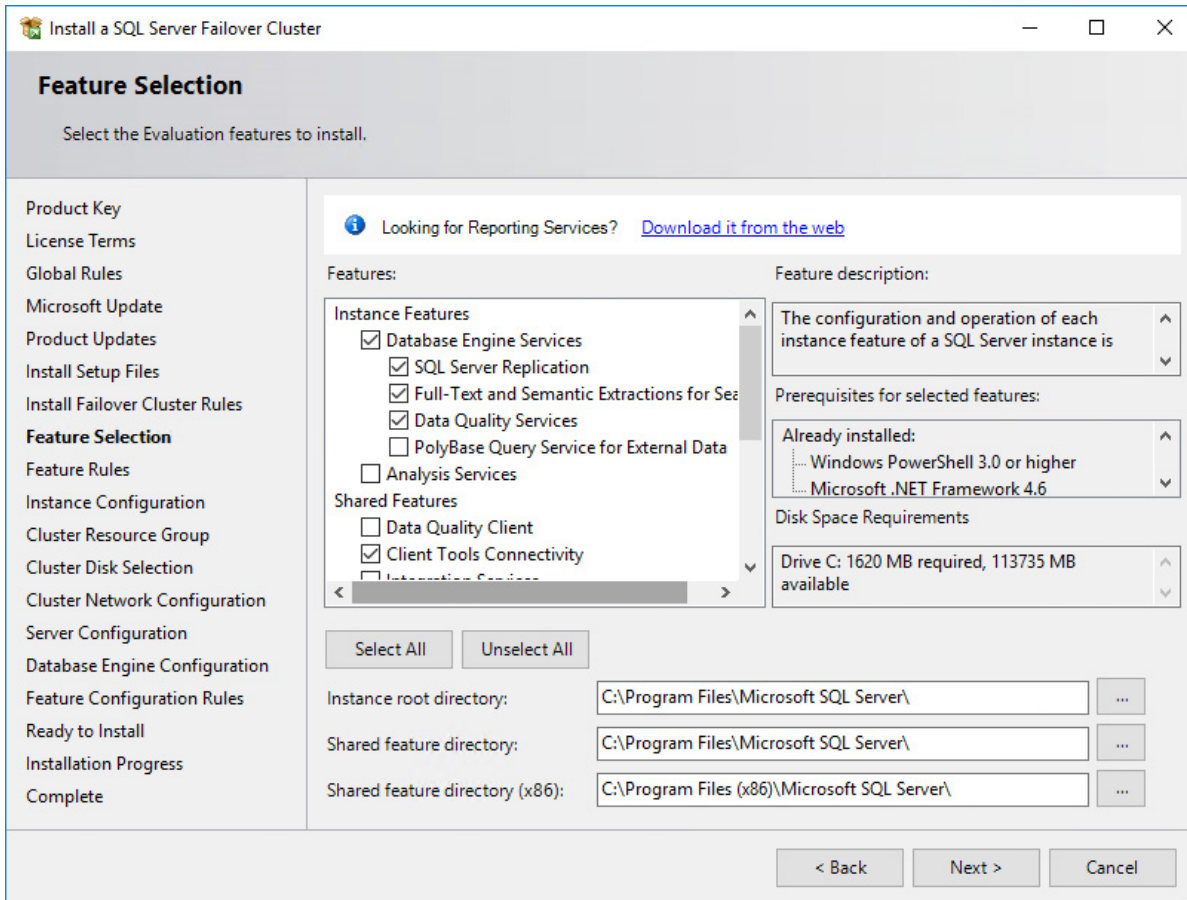 Install a SQL Server Failover Cluster
Feature Selection
Select the Evaluation features to install.
Product Key
License Terms
Global Rules
Microsoft Update
Product Updates
Install Setup Files
Install Failover Cluster Rules
Feature Selection
Feature Rules
Instance Configuration
Cluster Resource Group
Cluster Disk Selection
Cluster Network Configuration
Server Configuration
Database Engine Configuration
Feature Configuration Rules
Ready to Install
Installation Progress
Complete
Looking for Reporting Services? Download it from the web
Features:
Instance Features
Database Engine Services
SQL Server Replication
Full-Text and Semantic Extractions for Sea
Data Quality Services
PolyBase Query Service for External Data
Analysis Services
Shared Features
Data Quality Client
Client Tools Connectivity
Integration Services
Feature description:
The configuration and operation of each
instance feature of a SQL Server instance is
Prerequisites for selected features:
Already installed:
Windows PowerShell 3.0 or higher
Microsoft .NET Framework 4.6
Disk Space Requirements
Drive C: 1620 MB required, 113735 MB
available
Select All
Unselect All
Instance root directory:
C:\Program Files\Microsoft SQL Server\
...
Shared feature directory:
C:\Program Files\Microsoft SQL Server\
...
Shared feature directory (x86):
C:\Program Files (x86)\Microsoft SQL Server\
...
< Back
Next >
Cancel